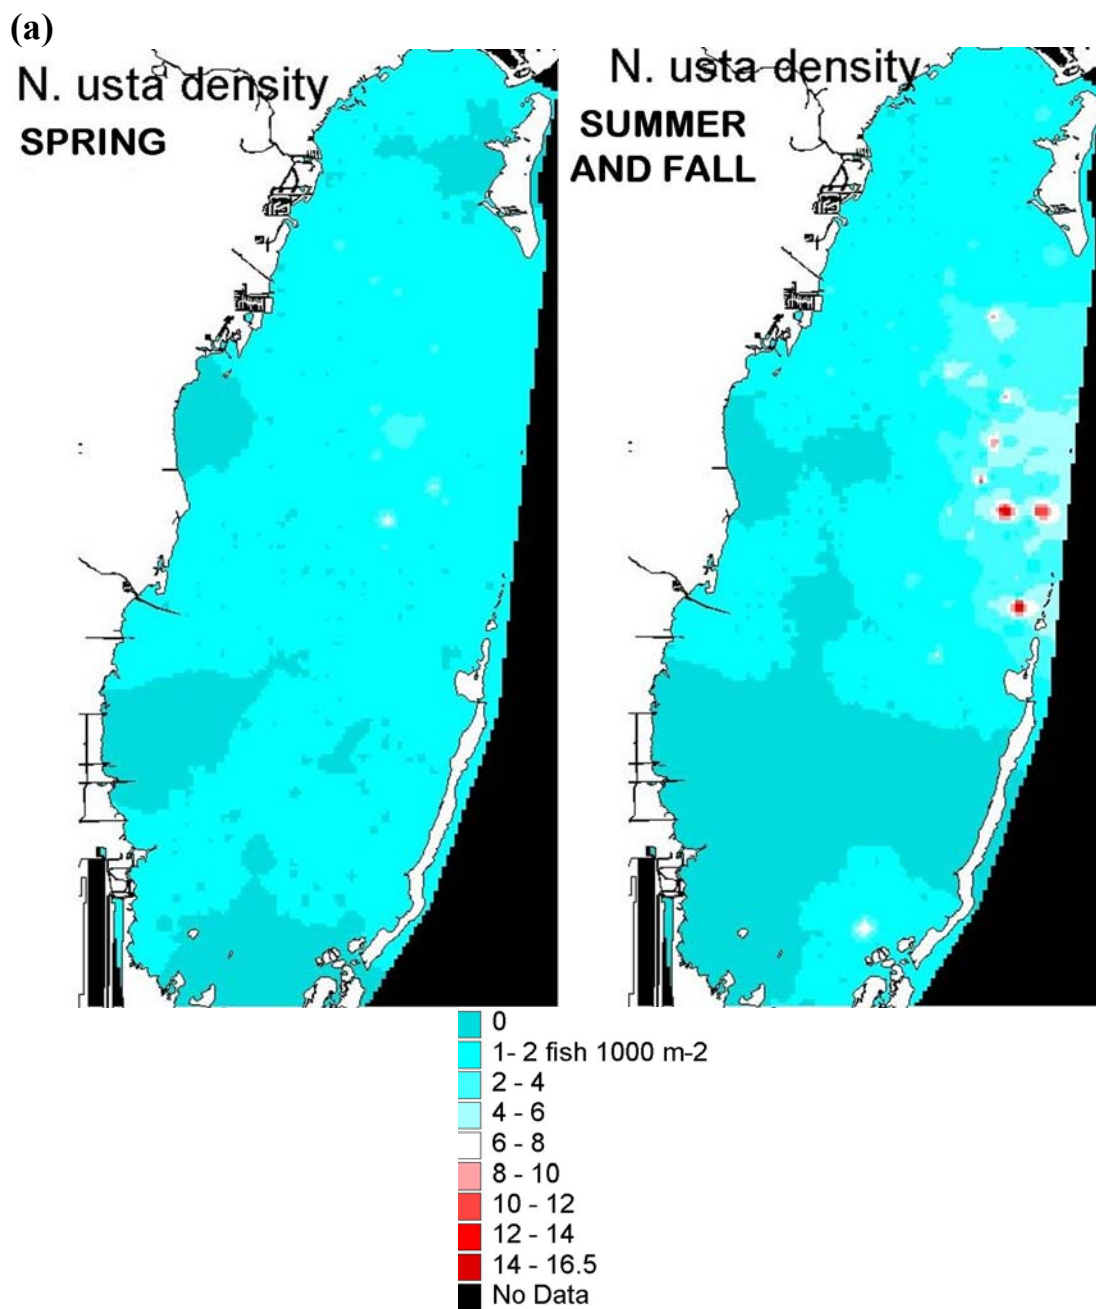 (a)
N. usta density
SPRING
N. usta density
SUMMER
AND FALL
0
1- 2 fish 1000 m-2
2 - 4
4 - 6
6 - 8
8 - 10
10 - 12
12 - 14
14 - 16.5
No Data